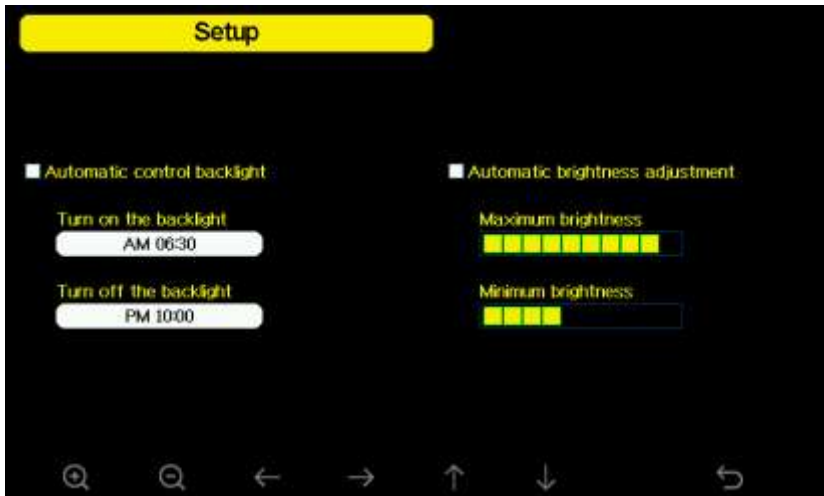 Setup
Automatic control backlight
Turn on the backlight
AM 06:30
Turn off the backlight
PM 10:00
Automatic brightness adjustment
Maximum brightness
Minimum brightness